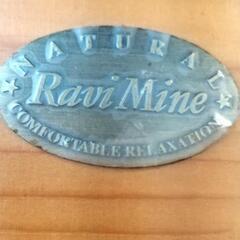 NATURAL
Ravi Mine
COMFORTABLE RELAXATION